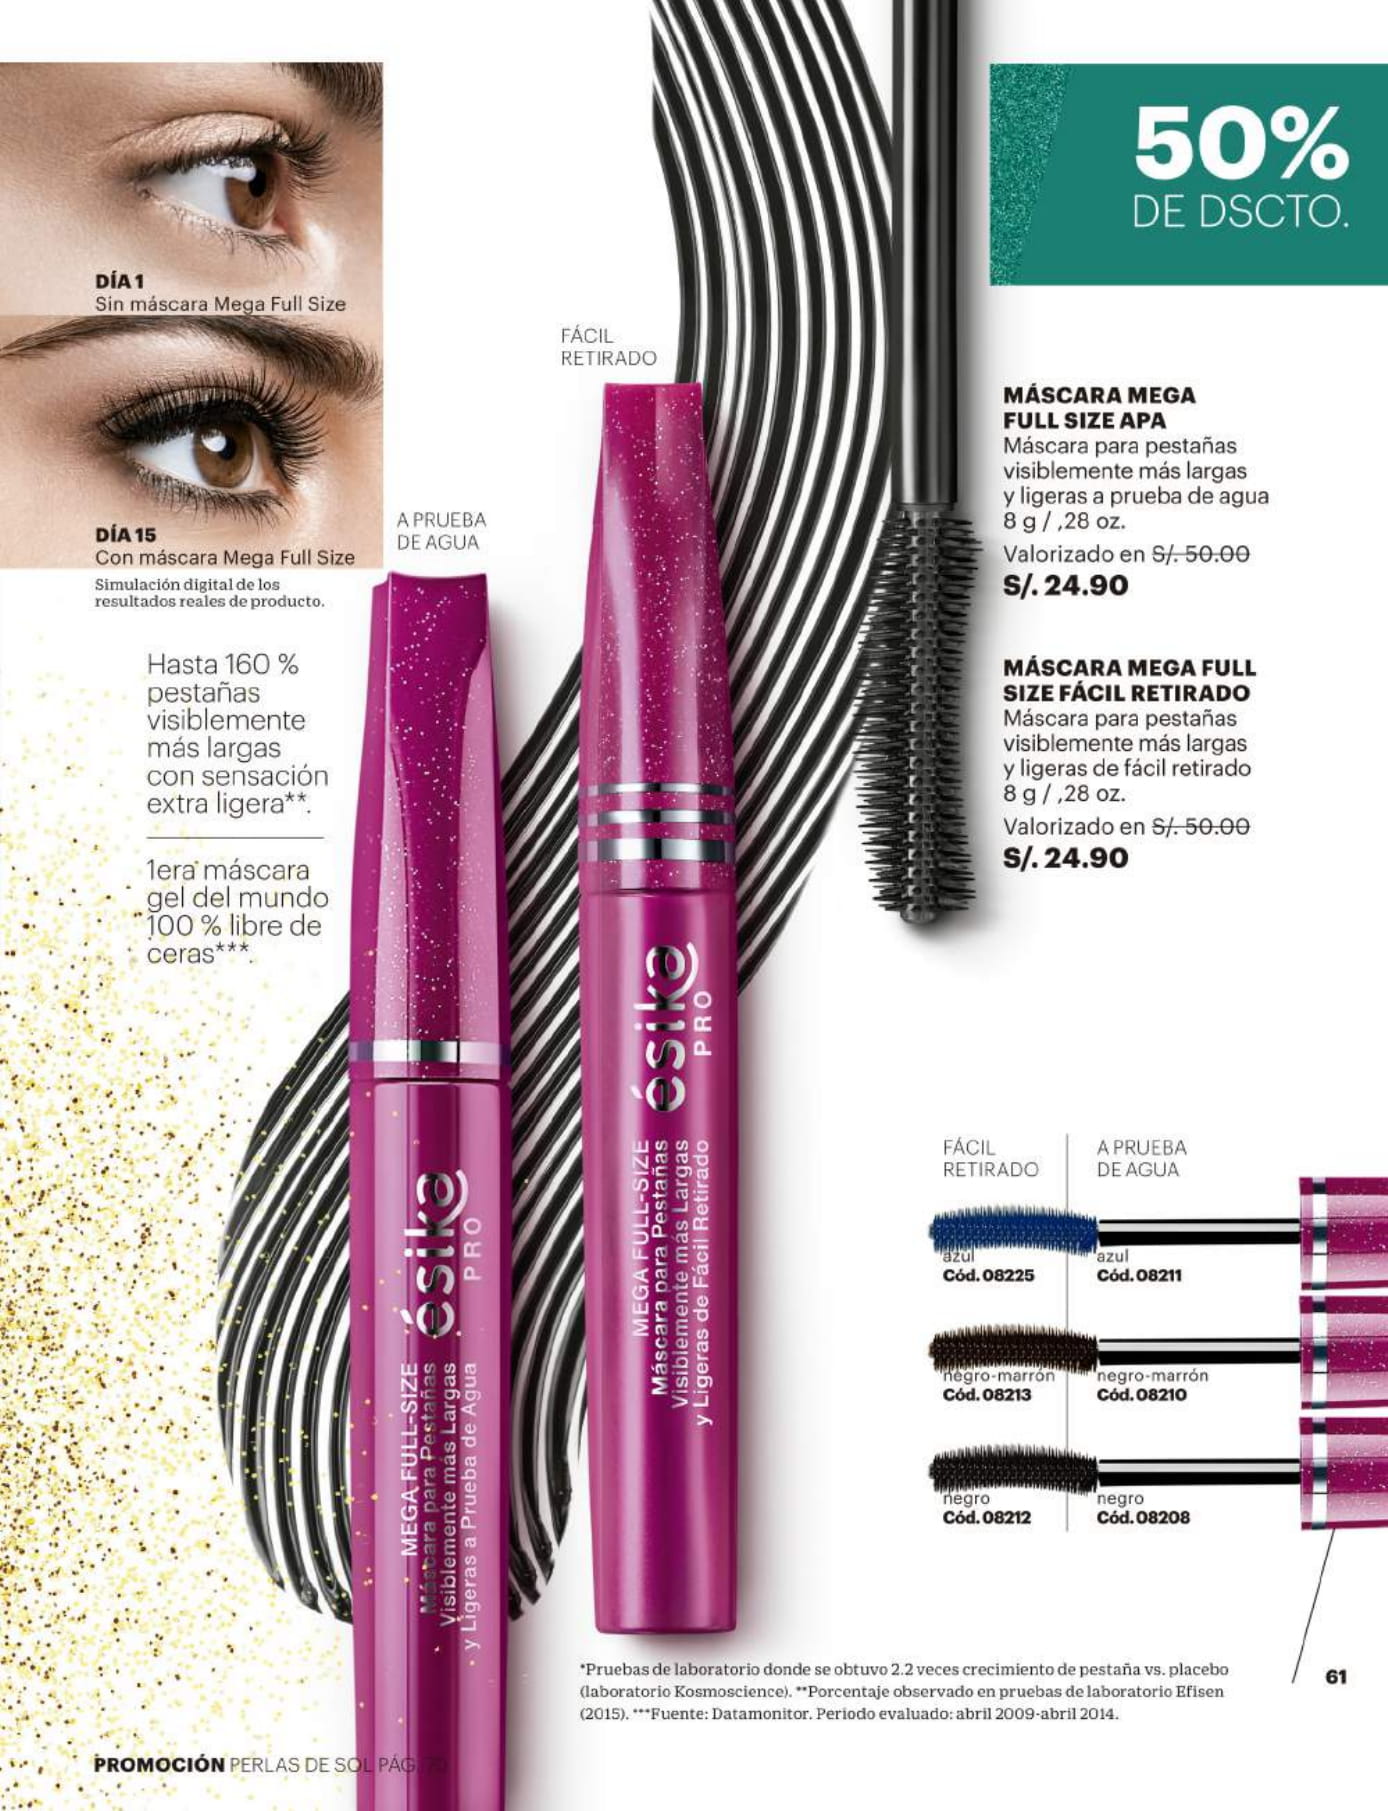 50%
DE DSCTO.
DÍA 1
Sin máscara Mega Full Size
DÍA 15
Con máscara Mega Full Size
Simulación digital de los
resultados reales de producto.
FÁCIL
RETIRADO
A PRUEBA
DE AGUA
Hasta 160 %
pestañas
visiblemente
más largas
con sensación
extra ligera**.
1era máscara
gel del mundo
100 % libre de
ceras***.
MÁSCARA MEGA
FULL SIZE APA
Máscara para pestañas
visiblemente más largas
y ligeras a prueba de agua
8 g / ,28 oz.
Valorizado en S/. 50.00
S/. 24.90
MÁSCARA MEGA FULL
SIZE FÁCIL RETIRADO
Máscara para pestañas
visiblemente más largas
y ligeras de fácil retirado
8 g / ,28 oz.
Valorizado en S/. 50.00
S/. 24.90
ésika
PRO
MEGA FULL-SIZE
Máscara para Pestañas
Visiblemente más Largas
y Ligeras a Prueba de Agua
ésika
PRO
MEGA FULL-SIZE
Máscara para Pestañas
Visiblemente más Largas
y Ligeras de Fácil Retirado
FÁCIL
RETIRADO
A PRUEBA
DE AGUA
azul
Cód. 08225
azul
Cód. 08211
negro-marrón
Cód. 08213
negro-marrón
Cód. 08210
negro
Cód. 08212
negro
Cód. 08208
*Pruebas de laboratorio donde se obtuvo 2.2 veces crecimiento de pestaña vs. placebo
(laboratorio Kosmoscience). **Porcentaje observado en pruebas de laboratorio Efisen
(2015). ***Fuente: Datamonitor. Periodo evaluado: abril 2009-abril 2014.
61
PROMOCIÓN PERLAS DE SOL PÁG.